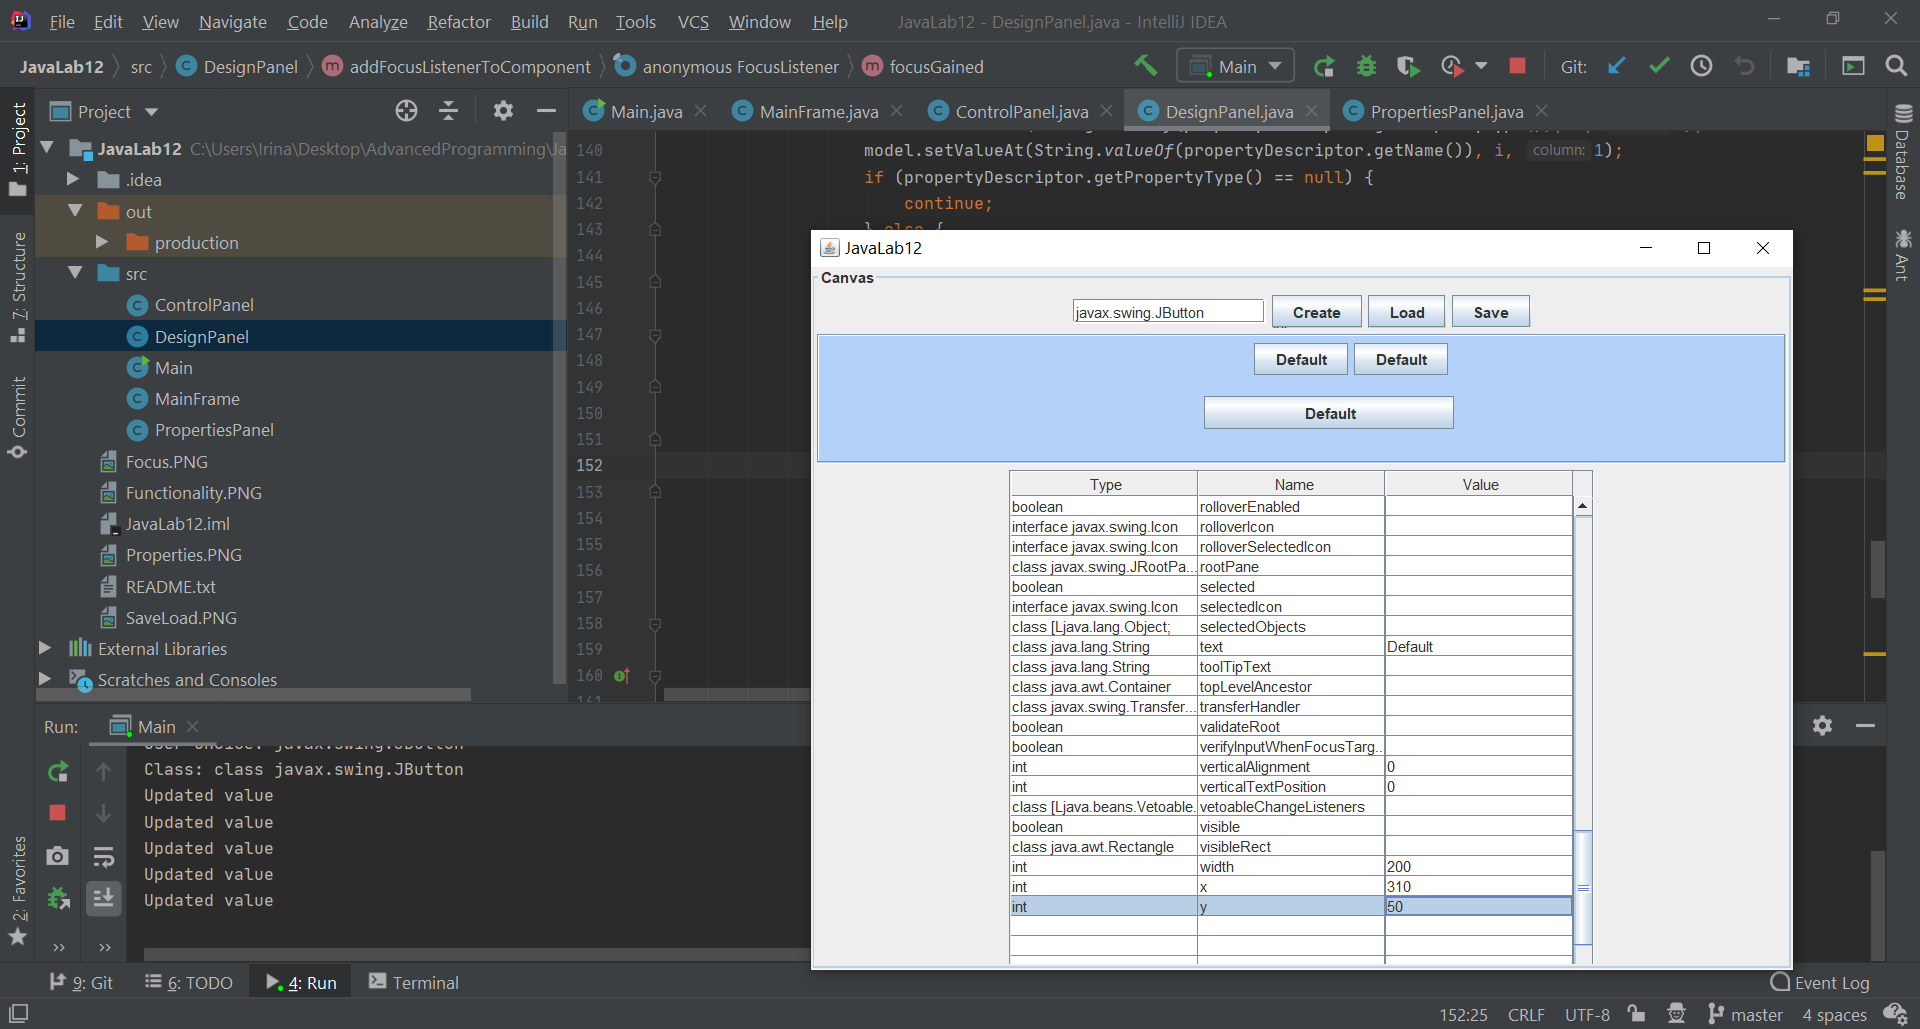 File Edit View Navigate Code Analyze Refactor Build Run Tools VCS Window Help JavaLab12 - DesignPanel.java - IntelliJ IDEA
JavaLab12 src DesignPanel addFocusListenerToComponent anonymous FocusListener focusGained Main Git:
Project Main.java MainFrame.java ControlPanel.java DesignPanel.java PropertiesPanel.java
1: Project
7: Structure
Commit
2: Favorites
JavaLab12 C:\Users\Irina\Desktop\AdvancedProgramming\Ja
.idea
out
production
src
ControlPanel
DesignPanel
Main
MainFrame
PropertiesPanel
Focus.PNG
Functionality.PNG
JavaLab12.iml
Properties.PNG
README.txt
SaveLoad.PNG
External Libraries
Scratches and Consoles
140 model.setValueAt(String.valueOf(propertyDescriptor.getName()), i, column: 1);
141 if (propertyDescriptor.getPropertyType() == null) {
142 continue;
143 } else {
144
145
146
147
148
149
150
151
152
153
154
155
156
157
158
159
160
161
Database
Ant
JavaLab12
Canvas
javax.swing.JButton Create Load Save
Default Default
Default
Type Name Value
boolean rolloverEnabled
interface javax.swing.Icon rolloverIcon
interface javax.swing.Icon rolloverSelectedIcon
class javax.swing.JRootPa... rootPane
boolean selected
interface javax.swing.Icon selectedIcon
class [Ljava.lang.Object; selectedObjects
class java.lang.String text Default
class java.lang.String toolTipText
class java.awt.Container topLevelAncestor
class javax.swing.Transfer... transferHandler
boolean validateRoot
boolean verifyInputWhenFocusTarg...
int verticalAlignment 0
int verticalTextPosition 0
class [Ljava.beans.Vetoable... vetoableChangeListeners
boolean visible
class java.awt.Rectangle visibleRect
int width 200
int x 310
int y 50
Run: Main
User choice: javax.swing.JButton
Class: class javax.swing.JButton
Updated value
Updated value
Updated value
Updated value
Updated value
9: Git 6: TODO 4: Run Terminal Event Log
152:25 CRLF UTF-8 master 4 spaces